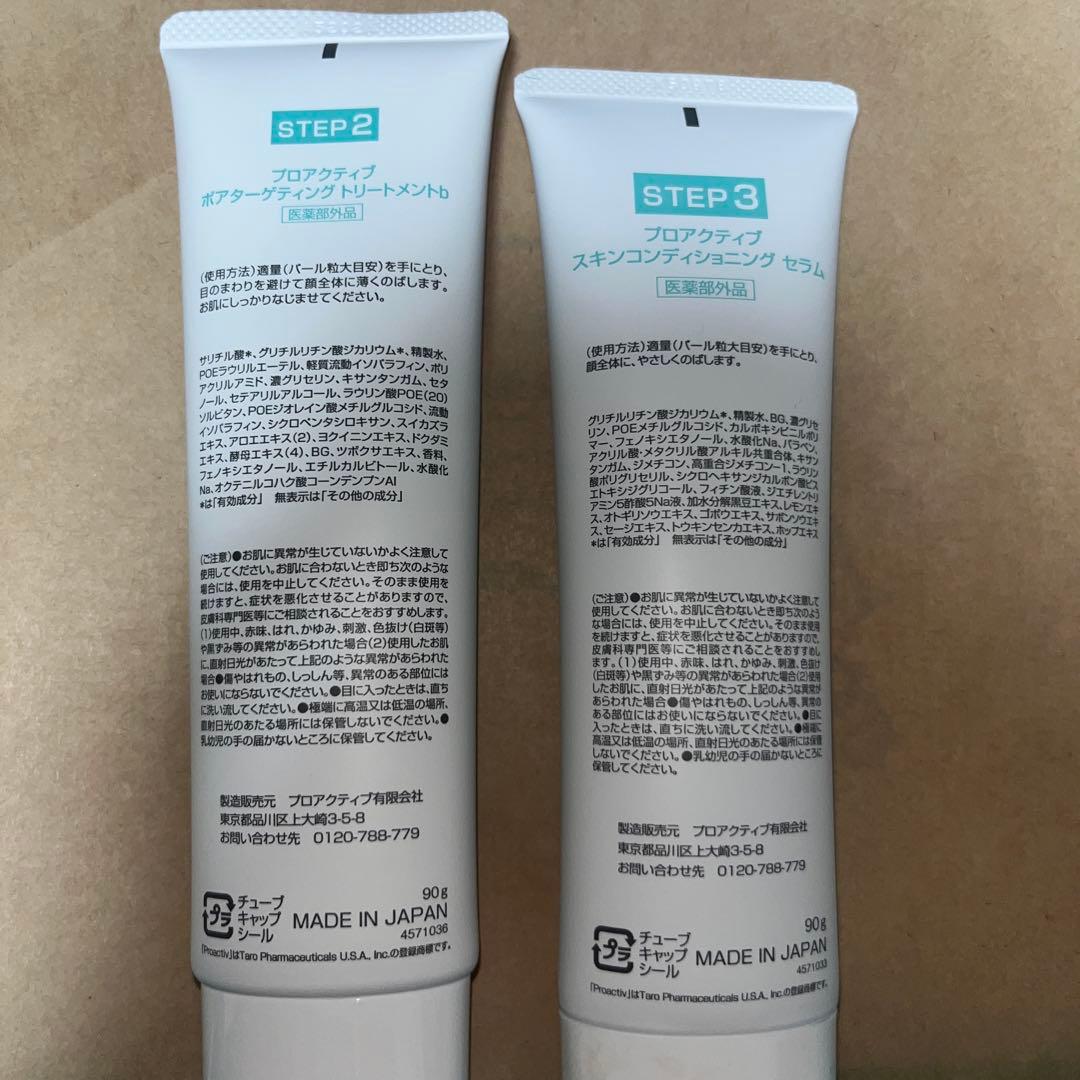 STEP2
プロアクティブ
ポアターゲティング トリートメントb
医薬部外品
(使用方法)適量(パール粒大目安)を手にとり、
目のまわりを避けて顔全体に薄くのばします。
お肌にしっかりなじませてください。
サリチル酸*、グリチルリチン酸ジカリウム*、精製水、
POEラウリルエーテル、軽質流動イソパラフィン、ポリ
アクリルアミド、濃グリセリン、キサンタンガム、セタ
ノール、セテアリルアルコール、ラウリン酸POE(20)
ソルビタン、POEジオレイン酸メチルグルコシド、流動
イソパラフィン、シクロペンタシロキサン、スイカズラ
エキス、アロエエキス(2)、ヨクイニンエキス、ドクダミ
エキス、酵母エキス(4)、BG、ツボクサエキス、香料、
フェノキシエタノール、エチルカルビトール、水酸化
Na、オクテニルコハク酸コーンデンプンAl
*は「有効成分」 無表示は「その他の成分」
(ご注意)●お肌に異常が生じていないかよく注意して
使用してください。お肌に合わないとき即ち次のような
場合には、使用を中止してください。そのまま使用を
続けますと、症状を悪化させることがありますので、
皮膚科専門医等にご相談されることをおすすめします。
(1)使用中、赤味、はれ、かゆみ、刺激、色抜け(白斑等)
や黒ずみ等の異常があらわれた場合(2)使用したお肌
に、直射日光があたって上記のような異常があらわれた
場合●傷やはれもの、しっしん等、異常のある部位には
お使いにならないでください。●目に入ったときは、直ち
に洗い流してください。●極端に高温又は低温の場所、
直射日光のあたる場所には保管しないでください。●
乳幼児の手の届かないところに保管してください。
製造販売元 プロアクティブ有限会社
東京都品川区上大崎3-5-8
お問い合わせ先 0120-788-779
90g
プラ
チューブ
キャップ
シール
MADE IN JAPAN
4571036
「Proactiv」はTaro Pharmaceuticals U.S.A., Inc.の登録商標です。
STEP3
プロアクティブ
スキンコンディショニング セラム
医薬部外品
(使用方法)適量(パール粒大目安)を手にとり、
顔全体に、やさしくのばします。
グリチルリチン酸ジカリウム*、精製水、BG、濃グリセ
リン、POEメチルグルコシド、カルボキシビニルポリ
マー、フェノキシエタノール、水酸化Na、パラベン、
アクリル酸・メタクリル酸アルキル共重合体、キサン
タンガム、ジメチコン、高重合ジメチコン-1、ラウリン
酸ポリグリセリル、シクロヘキサンジカルボン酸ビス
エトキシジグリコール、フィチン酸液、ジエチレントリ
アミン5酢酸5Na液、加水分解黒豆エキス、レモンエキ
ス、オトギリソウエキス、ゴボウエキス、サボンソウエキ
ス、セージエキス、トウキンセンカエキス、ホップエキス
*は「有効成分」 無表示は「その他の成分」
(ご注意)●お肌に異常が生じていないかよく注意して
使用してください。お肌に合わないとき即ち次のよう
な場合には、使用を中止してください。そのまま使用
を続けますと、症状を悪化させることがありますので、
皮膚科専門医等にご相談されることをおすすめしま
す。(1)使用中、赤味、はれ、かゆみ、刺激、色抜け
(白斑等)や黒ずみ等の異常があらわれた場合(2)使用
したお肌に、直射日光があたって上記のような異常が
あらわれた場合●傷やはれもの、しっしん等、異常の
ある部位にはお使いにならないでください。●目に
入ったときは、直ちに洗い流してください。●極端に
高温又は低温の場所、直射日光のあたる場所には保管
しないでください。●乳幼児の手の届かないところに
保管してください。
製造販売元 プロアクティブ有限会社
東京都品川区上大崎3-5-8
お問い合わせ先 0120-788-779
90g
プラ
チューブ
キャップ
シール
MADE IN JAPAN
4571033
「Proactiv」はTaro Pharmaceuticals U.S.A., Inc.の登録商標です。